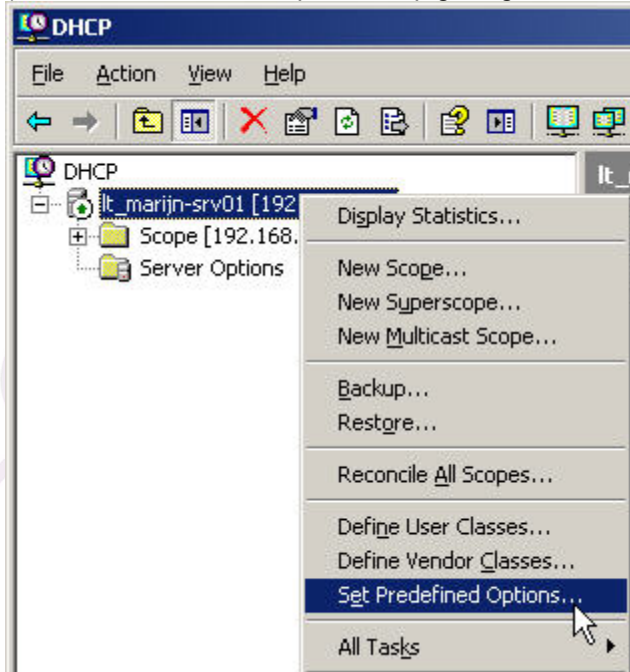 DHCP
File Action View Help
DHCP
lt_marijn-srv01 [192
Scope [192.168.
Server Options
lt_
Display Statistics...
New Scope...
New Superscope...
New Multicast Scope...
Backup...
Restore...
Reconcile All Scopes...
Define User Classes...
Define Vendor Classes...
Set Predefined Options...
All Tasks